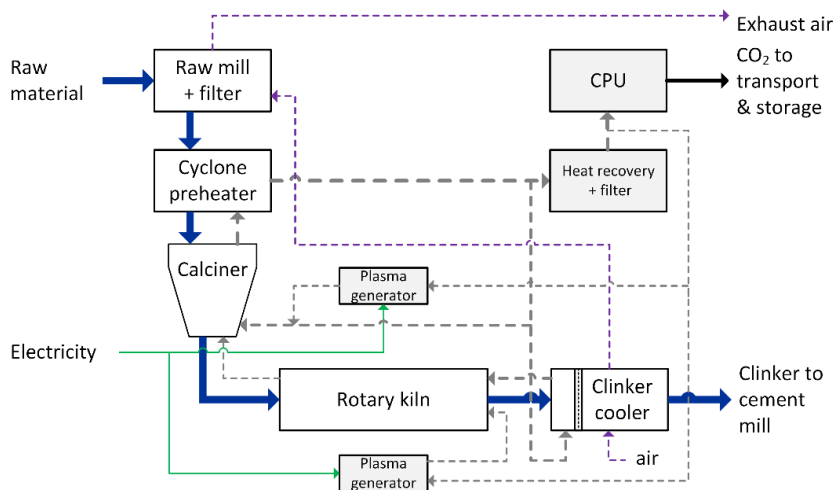 Exhaust air
Raw
material
Raw mill
+ filter
CPU
CO₂ to
transport
& storage
Cyclone
preheater
Heat recovery
+ filter
Calciner
Plasma
generator
Electricity
Rotary kiln
Clinker
cooler
Clinker to
cement
mill
Plasma
generator
air